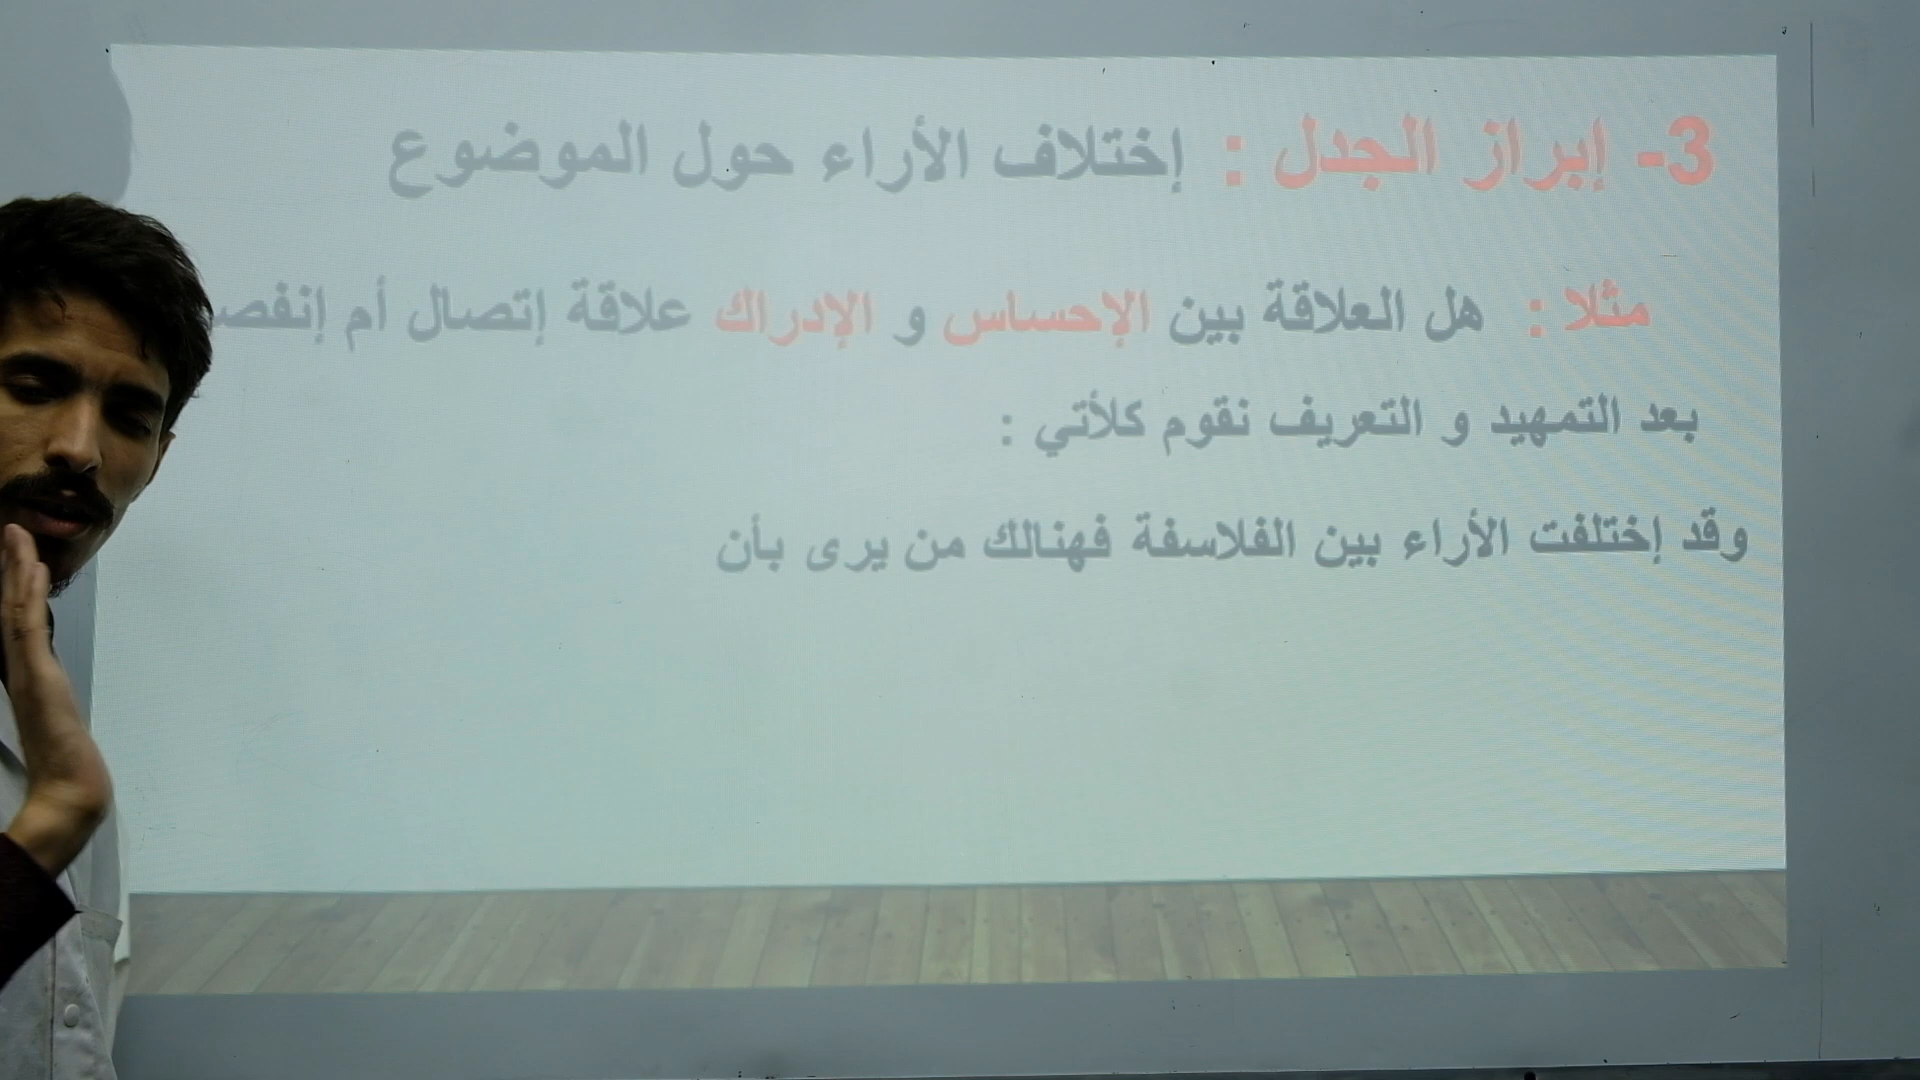 3- إبراز الجدل : إختلاف الأراء حول الموضوع
مثلا : هل العلاقة بين الإحساس و الإدراك علاقة إتصال أم
بعد التمهيد و التعريف نقوم كلأتي :
وقد إختلفت الأراء بين الفلاسفة فهنالك من يرى بأن